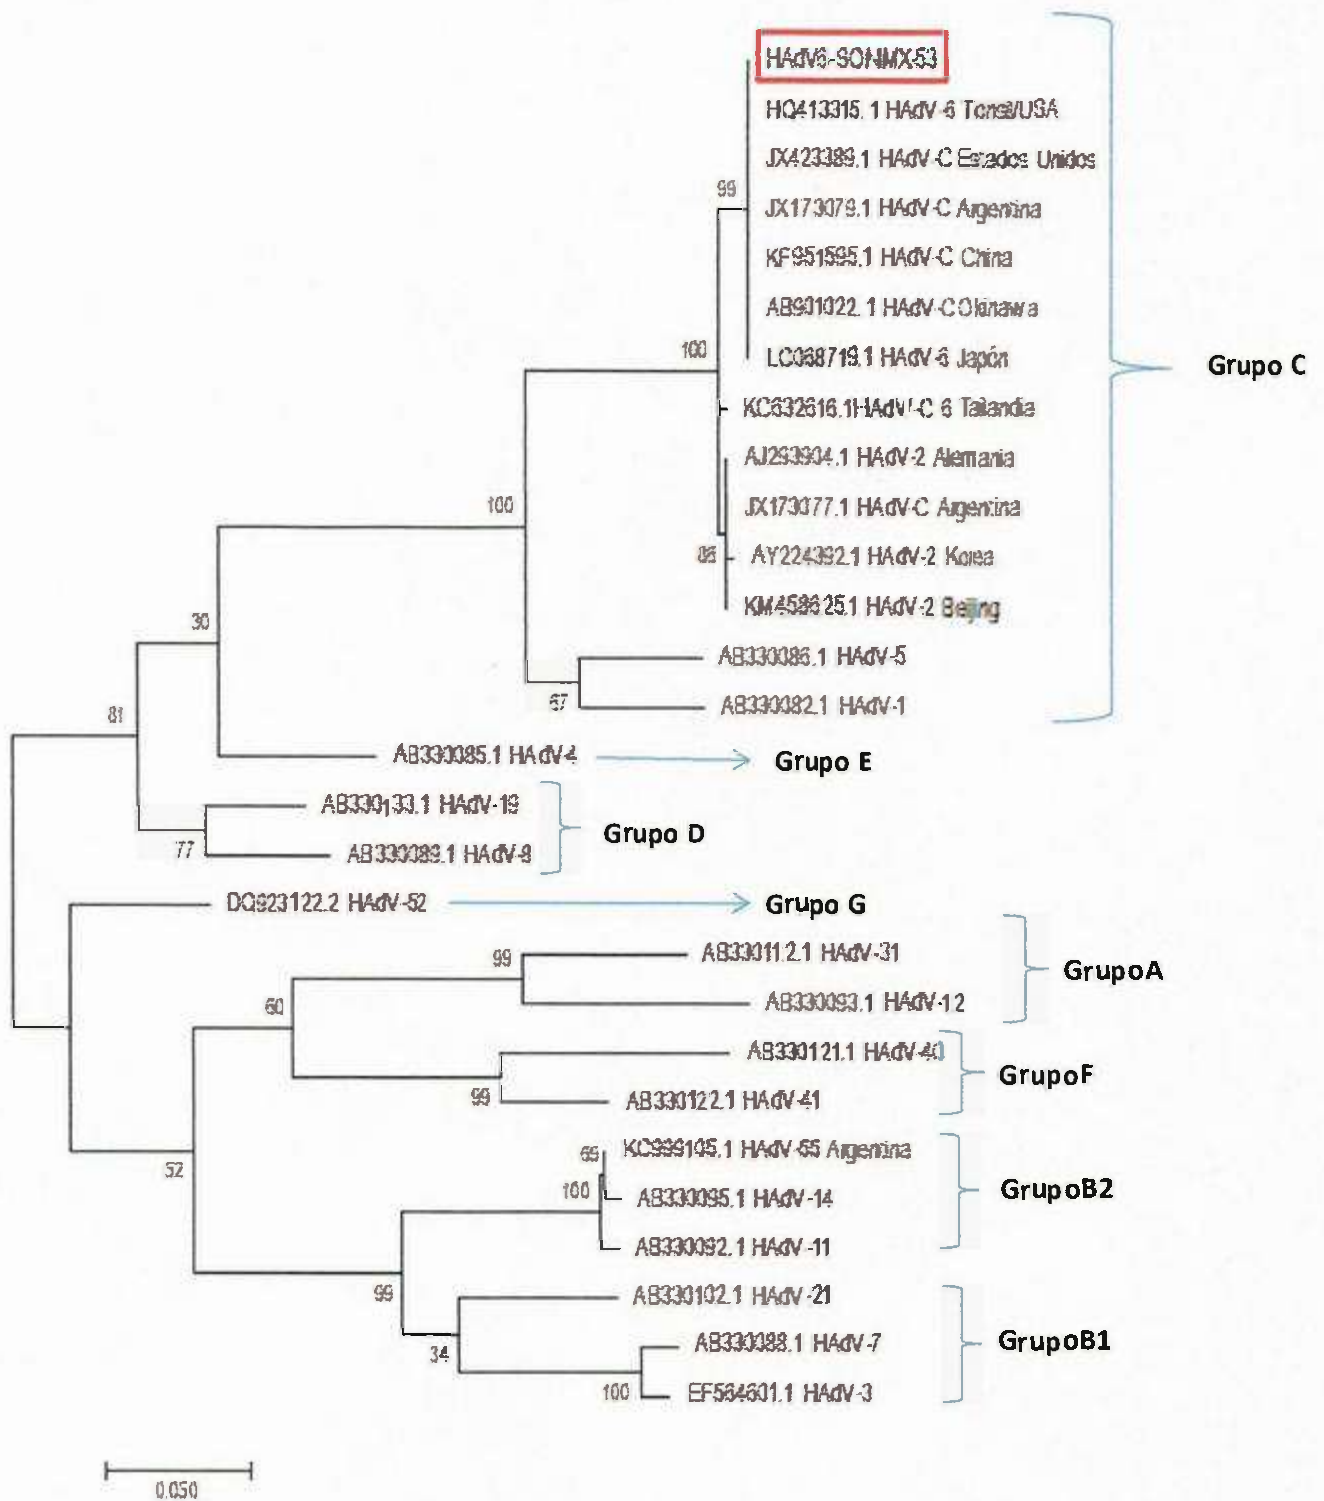 HAdV6-SONMX-53
HQ413315.1 HAdV-6 Tonsil/USA
JX423389.1 HAdV-C Estados Unidos
99
JX173079.1 HAdV-C Argentina
KF951595.1 HAdV-C China
AB901022.1 HAdV-C Okinawa
100
LC068719.1 HAdV-6 Japón
Grupo C
KC632616.1 HAdV-C 6 Tailandia
AJ293904.1 HAdV-2 Alemania
100
JX173077.1 HAdV-C Argentina
86
AY224392.1 HAdV-2 Korea
KM458625.1 HAdV-2 Beijing
30
AB330086.1 HAdV-5
67
AB330082.1 HAdV-1
81
AB330085.1 HAdV-4
Grupo E
AB330133.1 HAdV-19
Grupo D
77
AB330089.1 HAdV-8
DQ923122.2 HAdV-52
Grupo G
99
AB330112.1 HAdV-31
GrupoA
60
AB330093.1 HAdV-12
AB330121.1 HAdV-40
GrupoF
99
AB330122.1 HAdV-41
KC999105.1 HAdV-55 Argentina
52
100
AB330095.1 HAdV-14
GrupoB2
AB330092.1 HAdV-11
99
AB330102.1 HAdV-21
34
AB330088.1 HAdV-7
GrupoB1
100
EF564601.1 HAdV-3
0.050